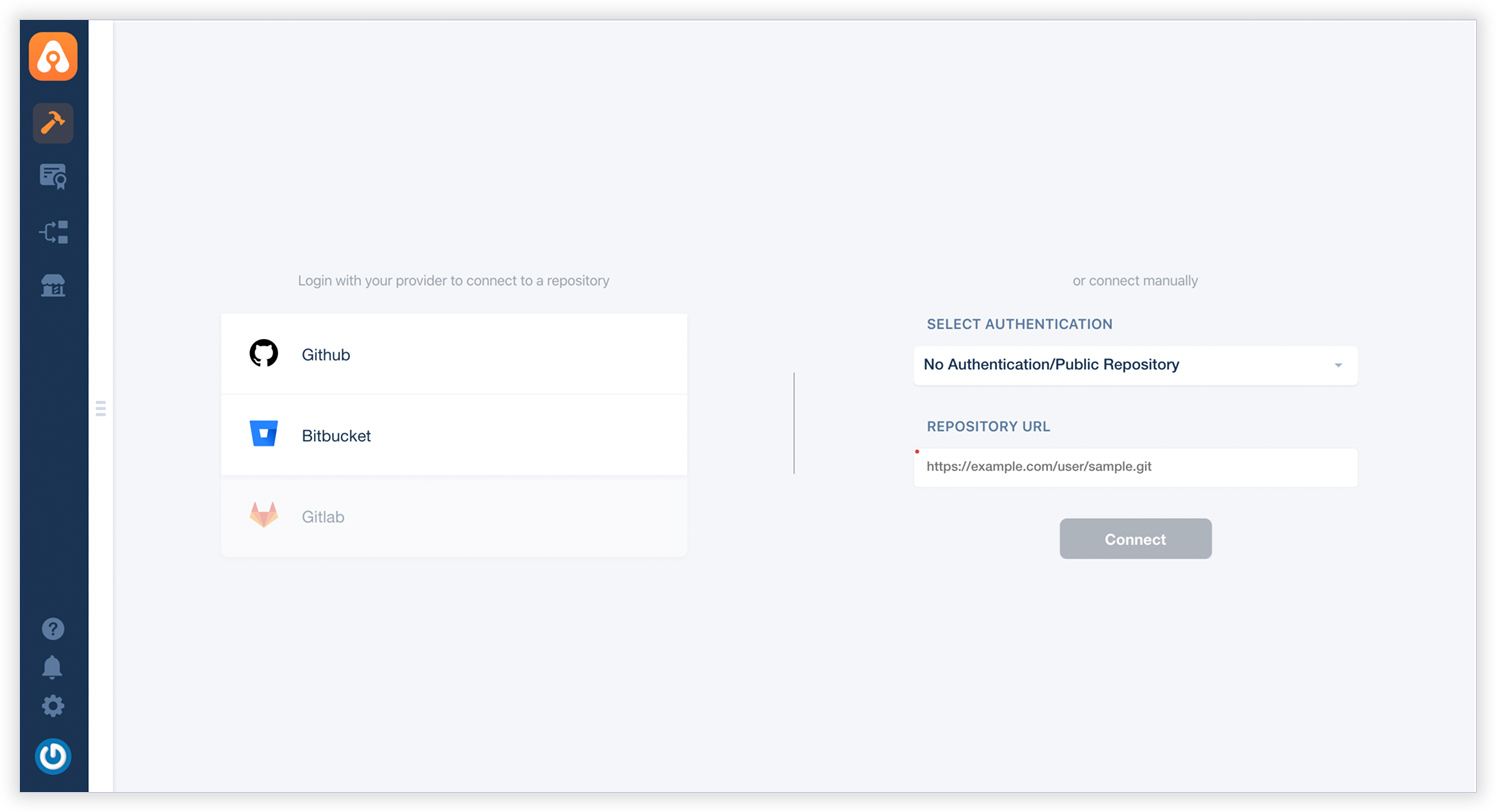 Login with your provider to connect to a repository
Github
Bitbucket
Gitlab
or connect manually
SELECT AUTHENTICATION
No Authentication/Public Repository
REPOSITORY URL
https://example.com/user/sample.git
Connect
?